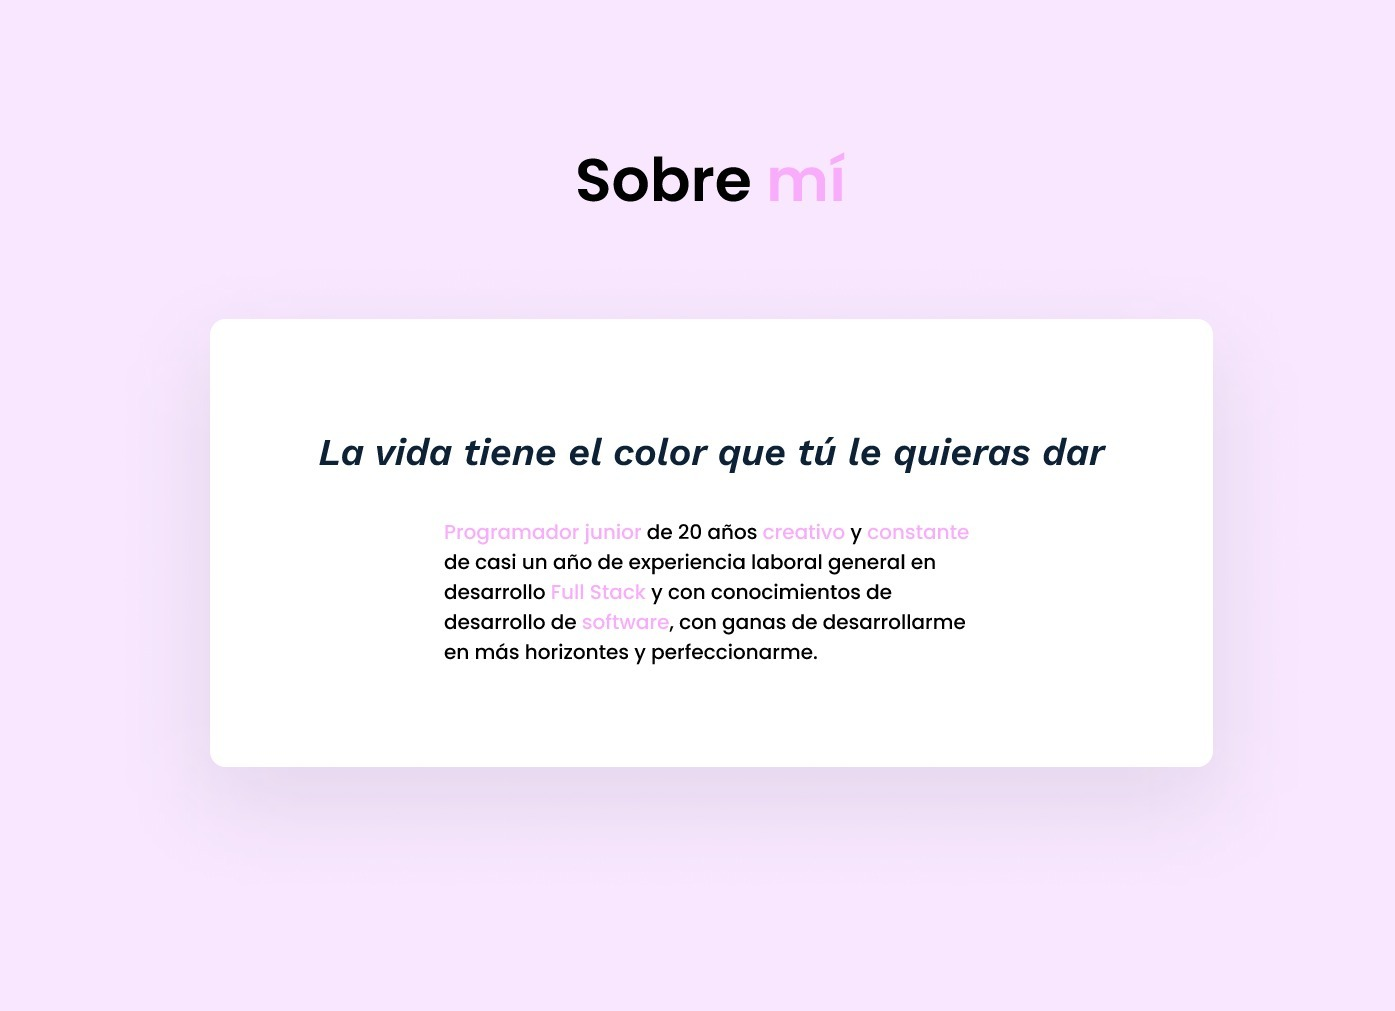 Sobre mí
La vida tiene el color que tú le quieras dar
Programador junior de 20 años creativo y constante
de casi un año de experiencia laboral general en
desarrollo Full Stack y con conocimientos de
desarrollo de software, con ganas de desarrollarme
en más horizontes y perfeccionarme.